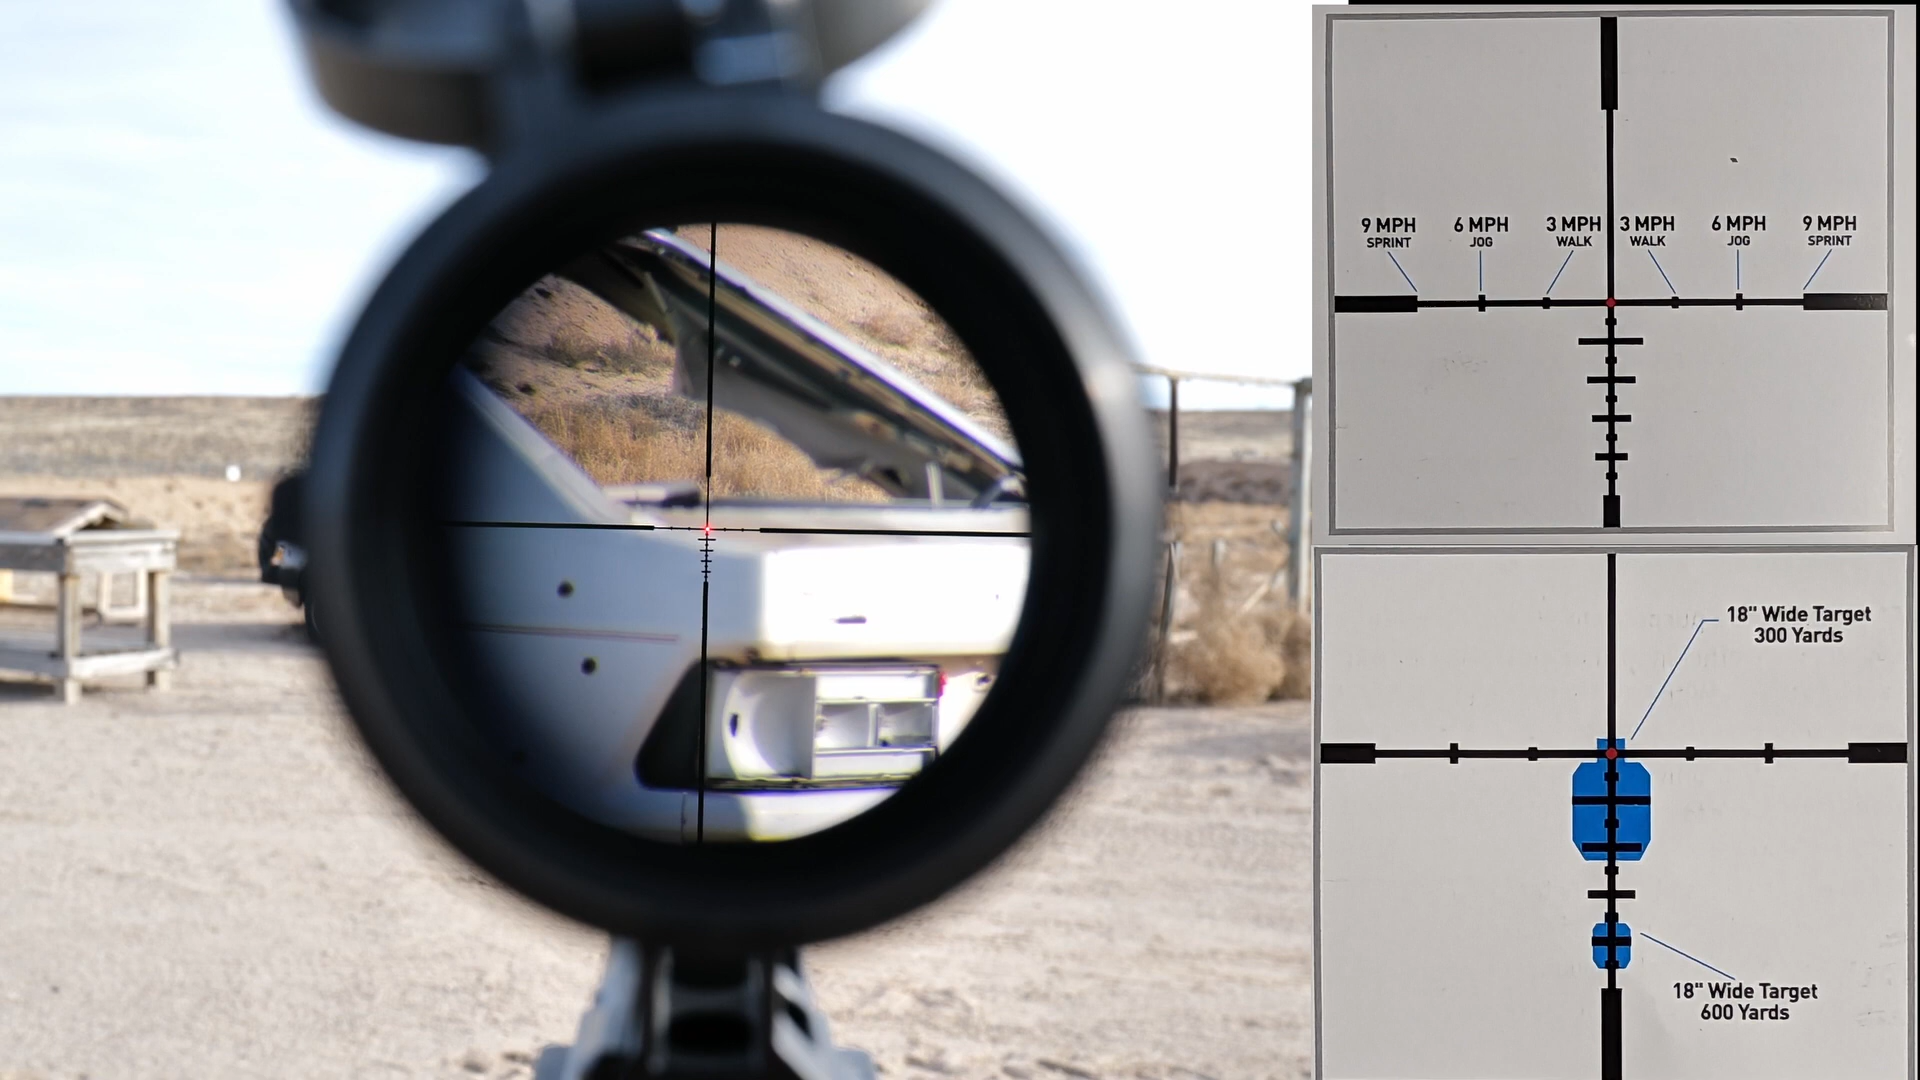 9 MPH
SPRINT
6 MPH
JOG
3 MPH
WALK
3 MPH
WALK
6 MPH
JOG
9 MPH
SPRINT
18" Wide Target
300 Yards
18" Wide Target
600 Yards